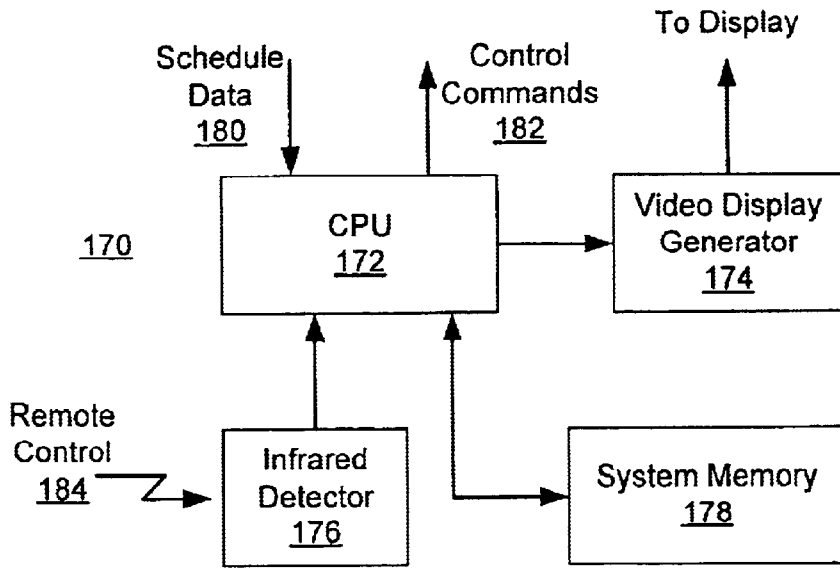 To Display
Schedule
Data
180
Control
Commands
182
CPU
172
Video Display
Generator
174
170
Remote
Control
184
Infrared
Detector
176
System Memory
178